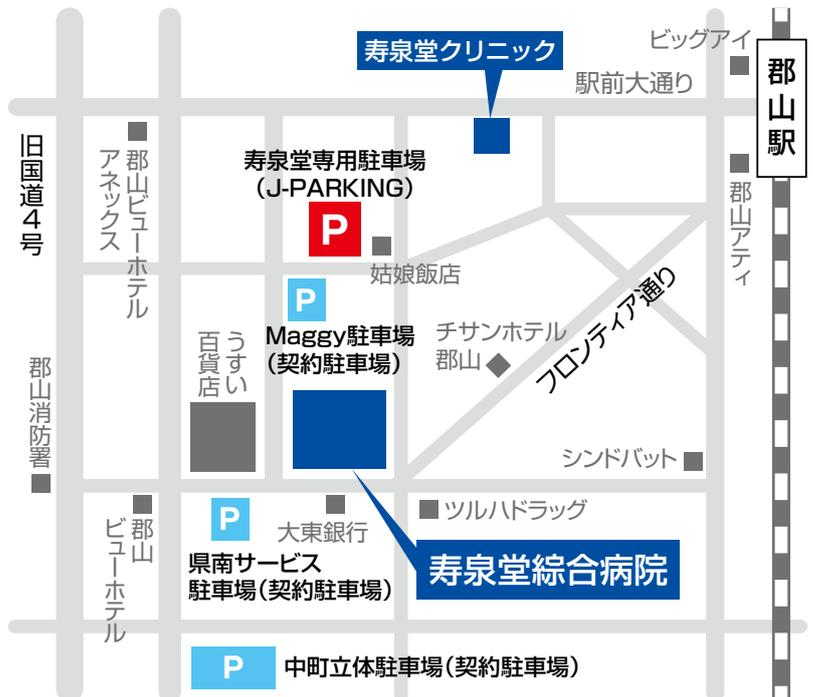 ビッグアイ
寿泉堂クリニック
駅前大通り
郡山駅
旧国道4号
郡山ビューホテル
アネックス
寿泉堂専用駐車場
（J-PARKING）
P
郡山アティ
姑娘飯店
P
Maggy駐車場
（契約駐車場）
うすい
百貨店
チサンホテル
郡山
フロンティア通り
郡山消防署
シンドバット
P
大東銀行
ツルハドラッグ
郡山
ビューホテル
県南サービス
駐車場（契約駐車場）
寿泉堂綜合病院
P
中町立体駐車場（契約駐車場）